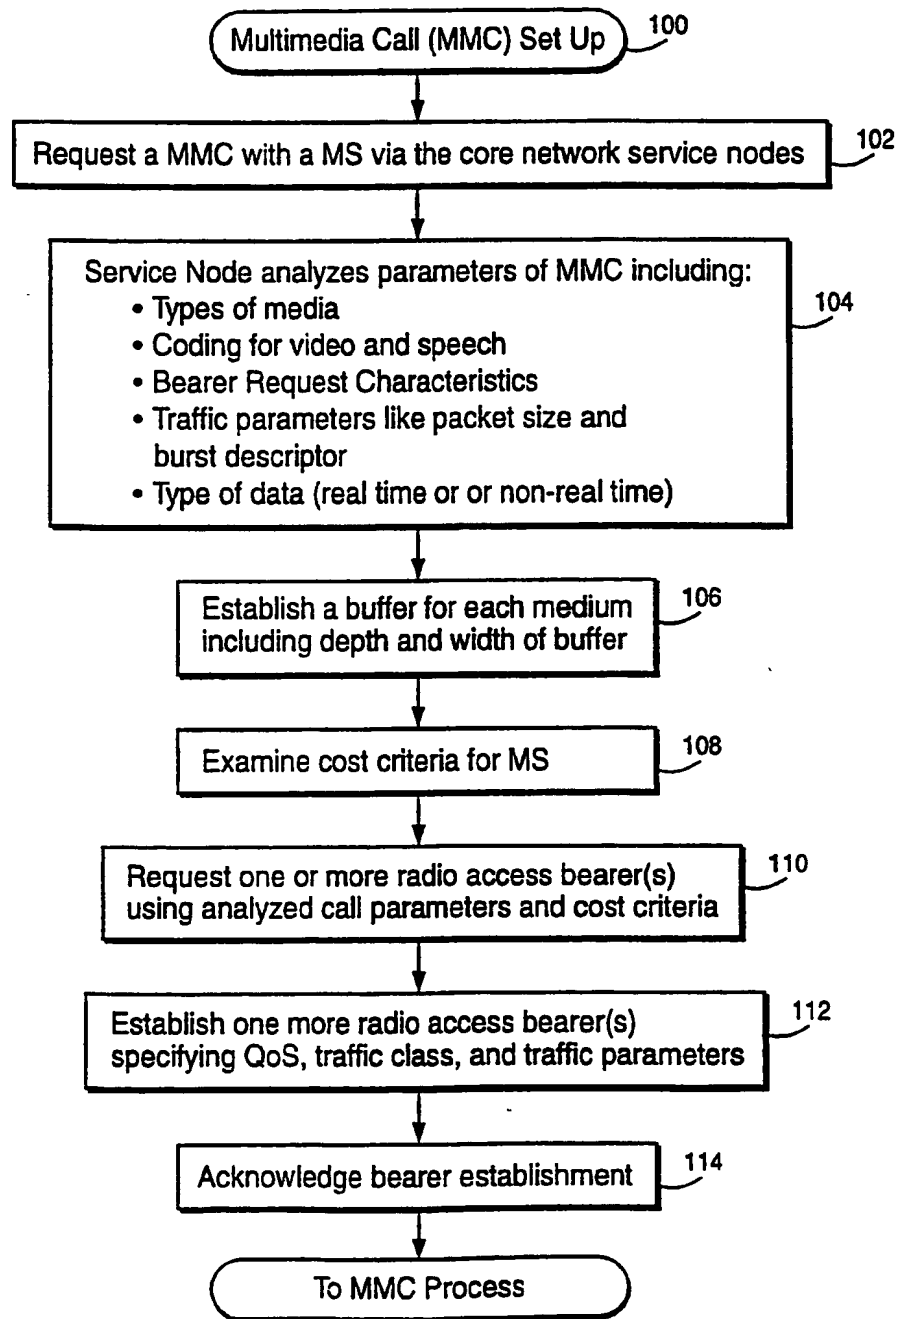 Multimedia Call (MMC) Set Up
100
Request a MMC with a MS via the core network service nodes
102
Service Node analyzes parameters of MMC including:
• Types of media
• Coding for video and speech
• Bearer Request Characteristics
• Traffic parameters like packet size and
burst descriptor
• Type of data (real time or or non-real time)
104
Establish a buffer for each medium
including depth and width of buffer
106
Examine cost criteria for MS
108
Request one or more radio access bearer(s)
using analyzed call parameters and cost criteria
110
Establish one more radio access bearer(s)
specifying QoS, traffic class, and traffic parameters
112
Acknowledge bearer establishment
114
To MMC Process